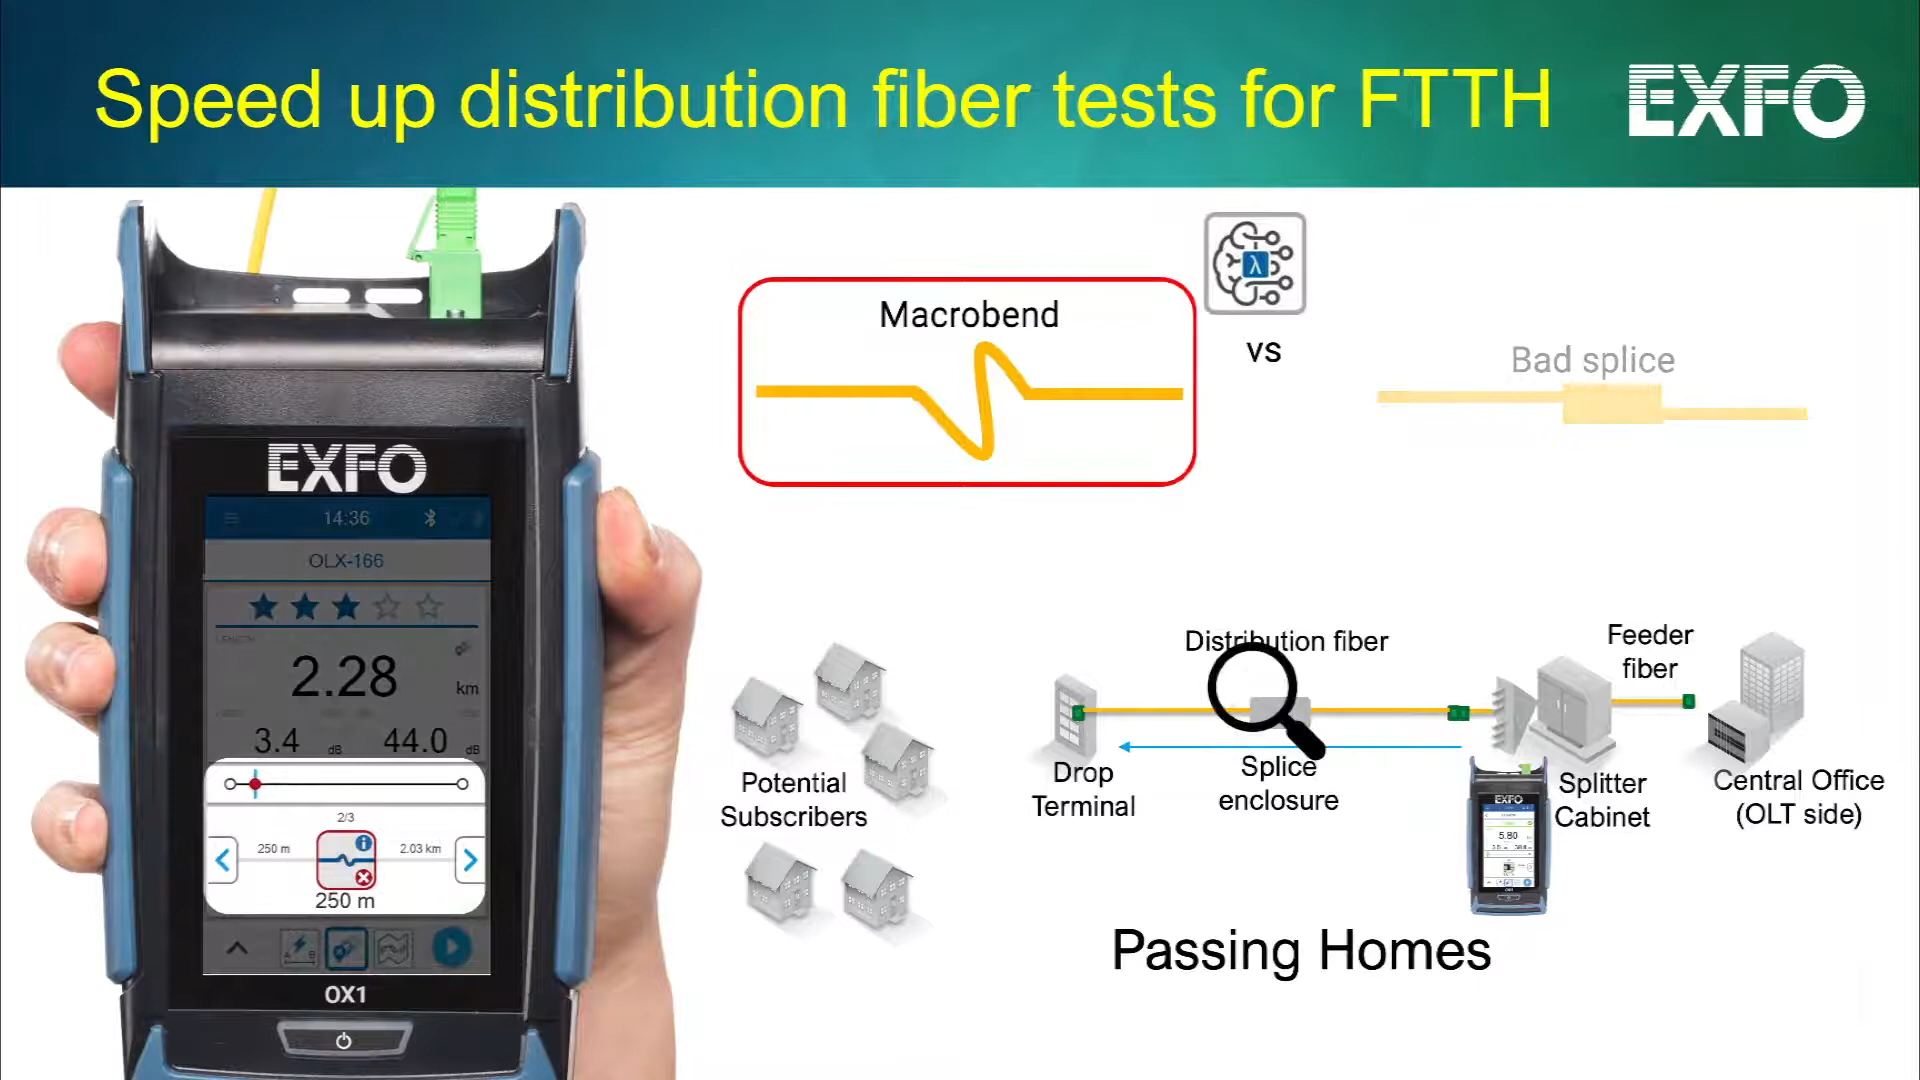 Speed up distribution fiber tests for FTTH
EXFO
Macrobend
λ
vs
Bad splice
EXFO
14:36
OLX-166
LENGTH
2.28
km
3.4 dB 44.0 dB
2/3
250 m
2.03 km
250 m
A B
OX1
Distribution fiber
Feeder
fiber
Potential
Subscribers
Drop
Terminal
Splice
enclosure
Splitter
Cabinet
Central Office
(OLT side)
EXFO
5.80
OX1
Passing Homes